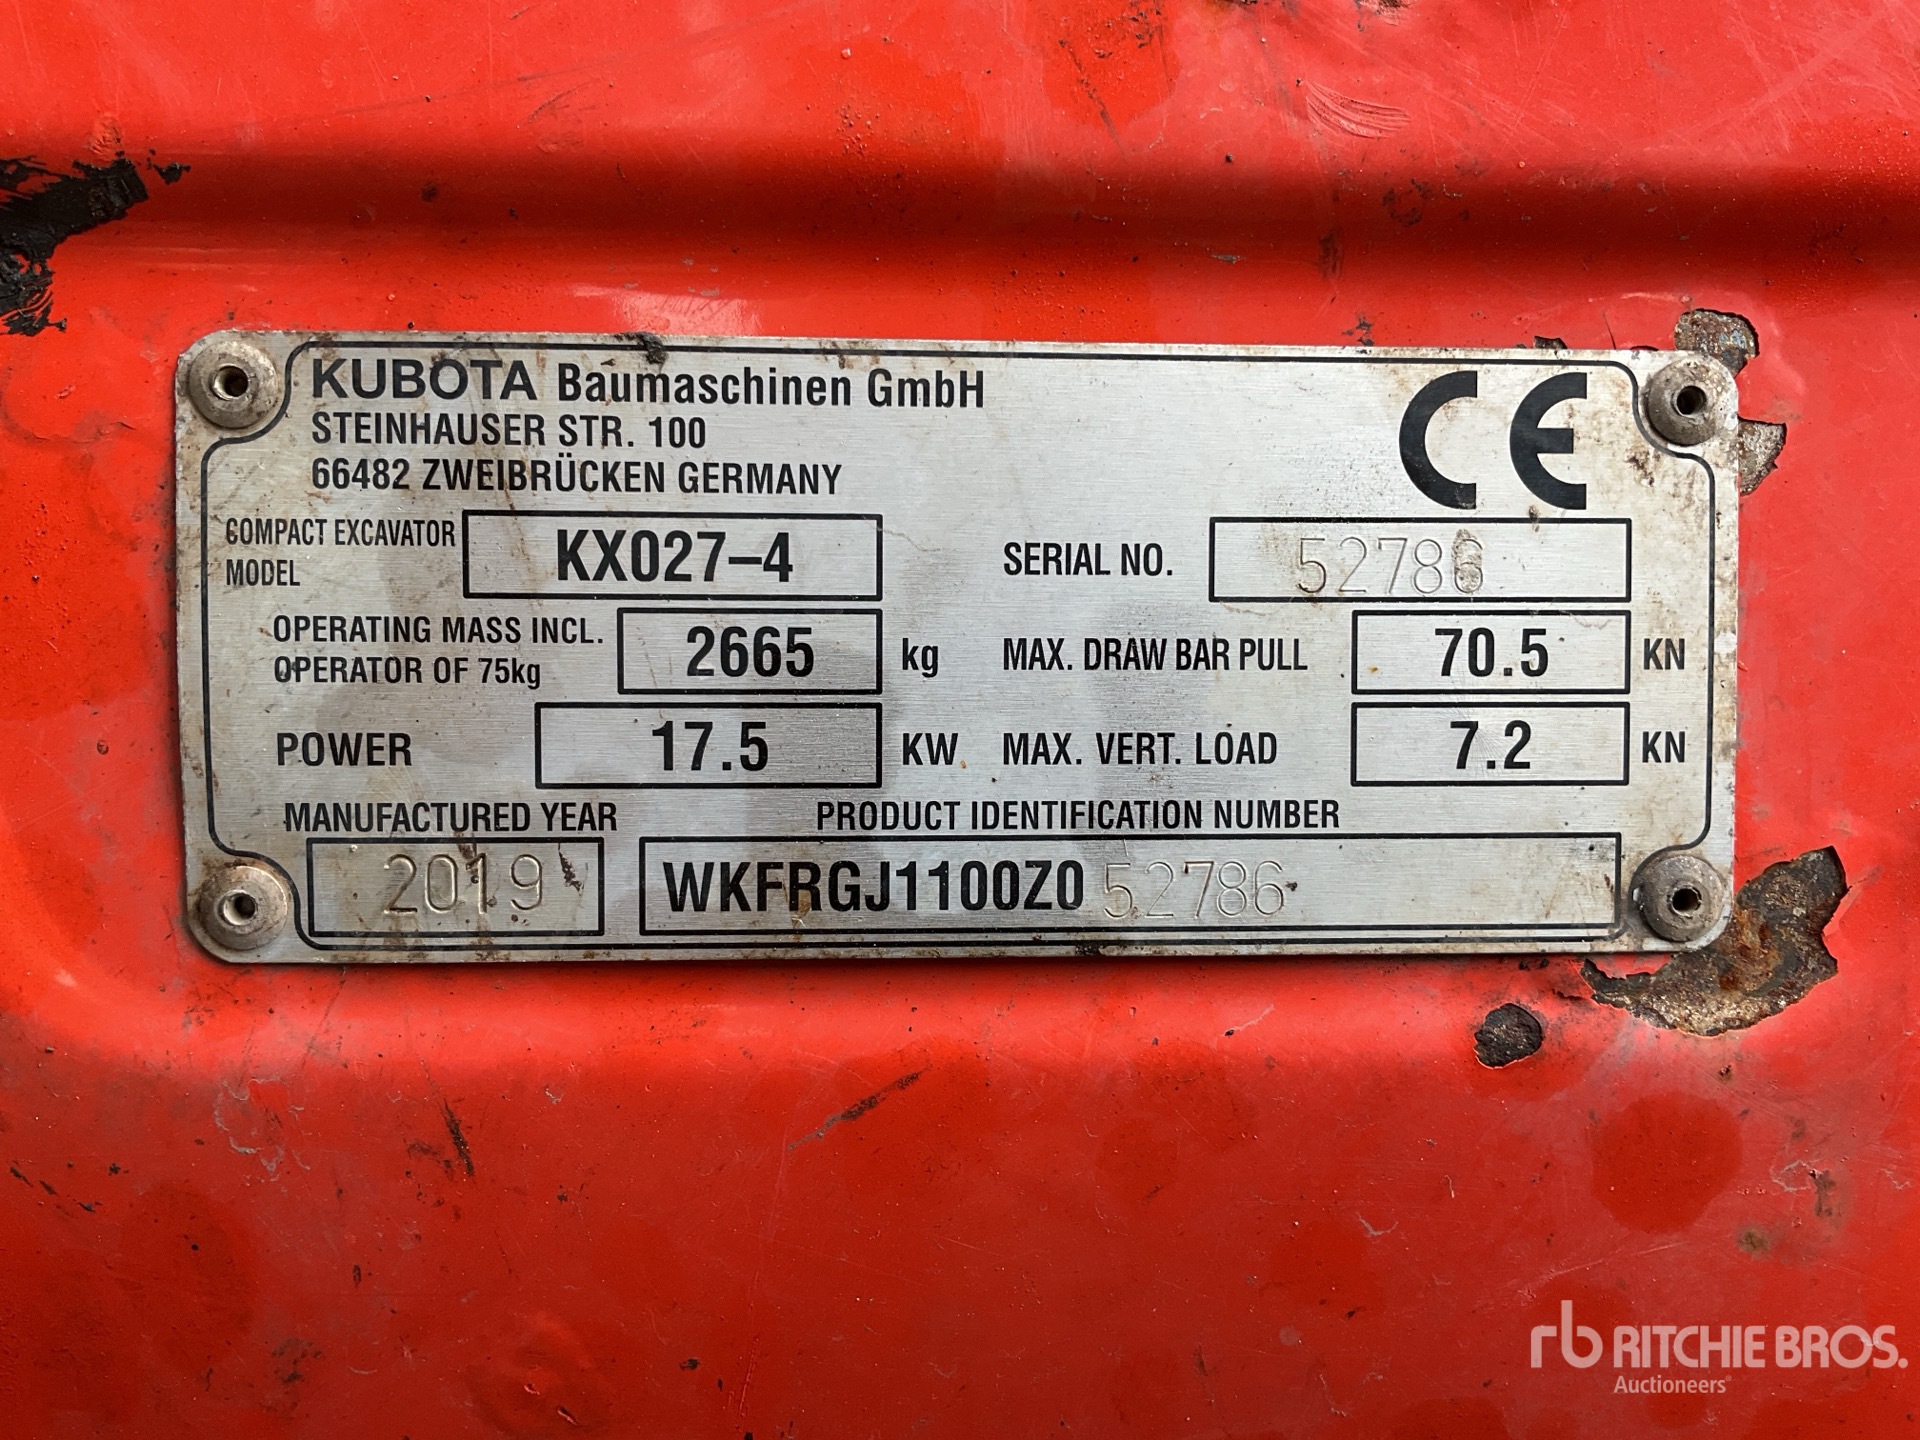 KUBOTA Baumaschinen GmbH
STEINHAUSER STR. 100
66482 ZWEIBRÜCKEN GERMANY
CE
COMPACT EXCAVATOR MODEL KX027-4
SERIAL NO. 52786
OPERATING MASS INCL. OPERATOR OF 75kg 2665 kg
MAX. DRAW BAR PULL 70.5 KN
POWER 17.5 KW
MAX. VERT. LOAD 7.2 KN
MANUFACTURED YEAR
2019
PRODUCT IDENTIFICATION NUMBER
WKFRGJ1100Z052786
rb RITCHIE BROS.
Auctioneers